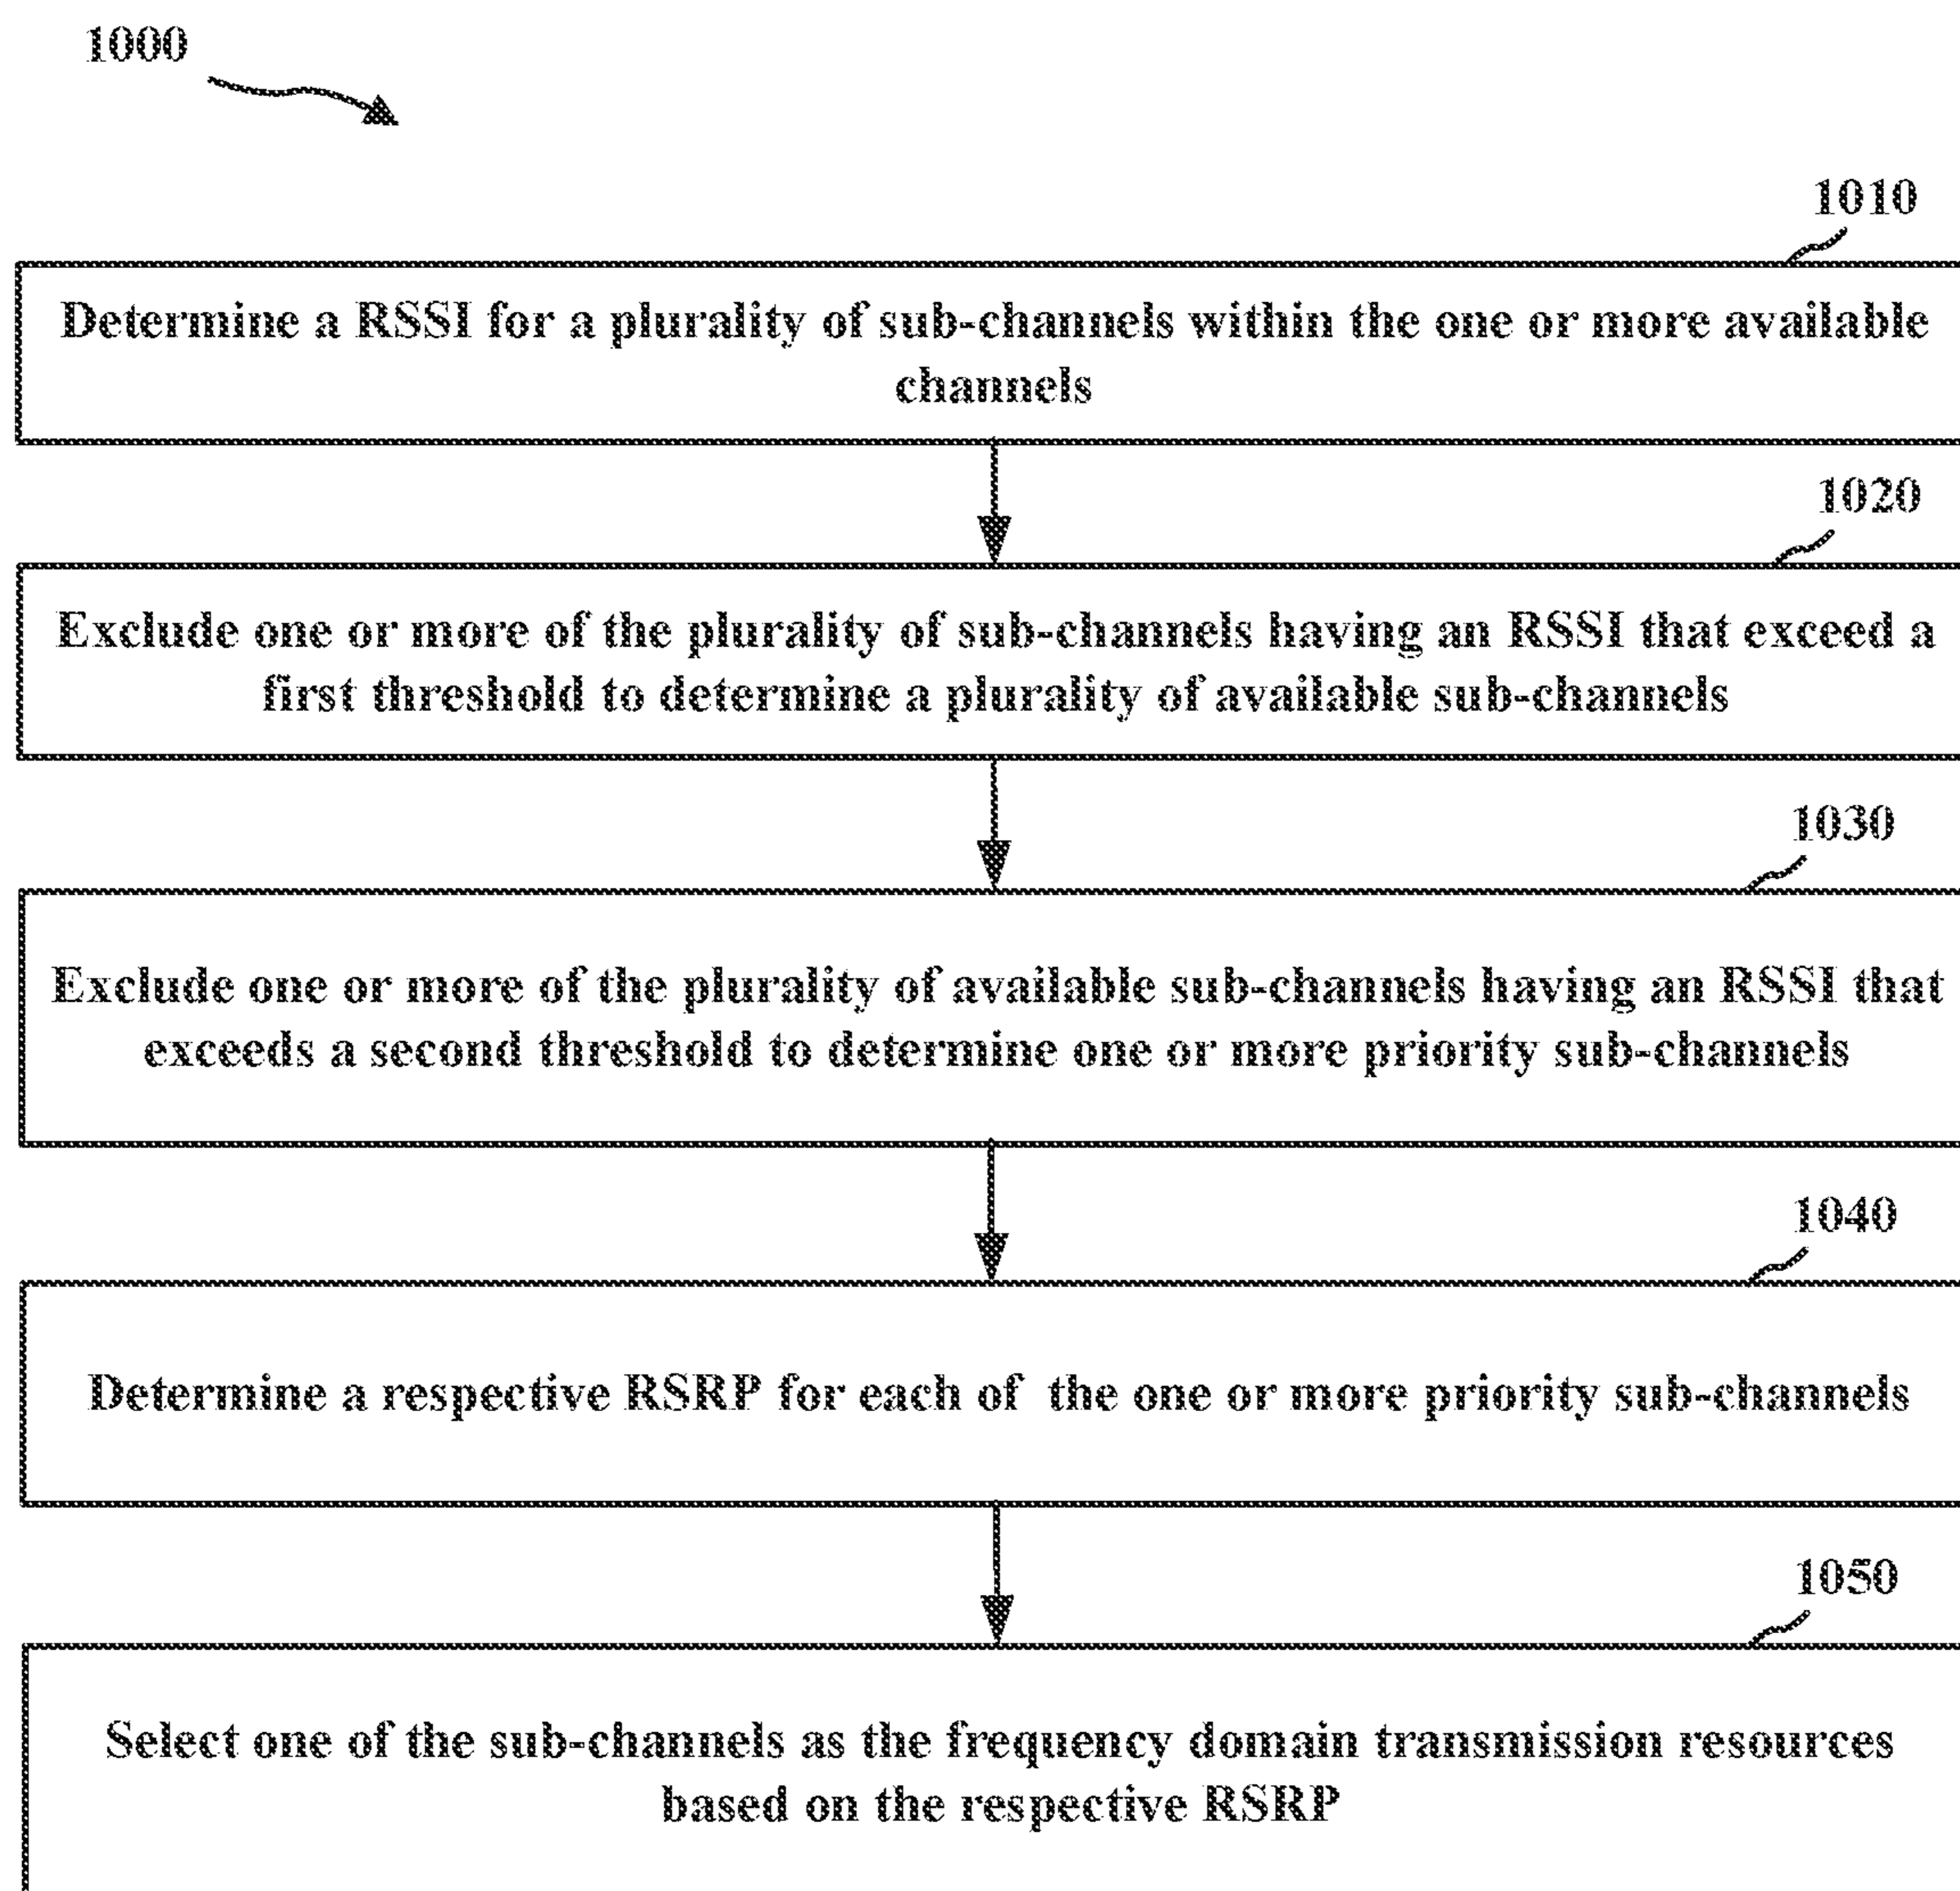 1000
1010
Determine a RSSI for a plurality of sub-channels within the one or more available
channels
1020
Exclude one or more of the plurality of sub-channels having an RSSI that exceed a
first threshold to determine a plurality of available sub-channels
1030
Exclude one or more of the plurality of available sub-channels having an RSSI that
exceeds a second threshold to determine one or more priority sub-channels
1040
Determine a respective RSRP for each of the one or more priority sub-channels
1050
Select one of the sub-channels as the frequency domain transmission resources
based on the respective RSRP